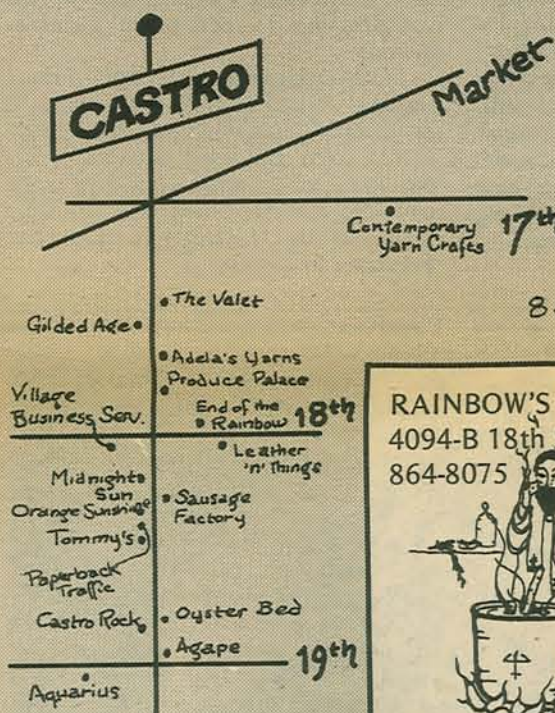 CASTRO
Market
Contemporary
Yarn Crafts
17th
The Valet
Gilded Age
8
Adela's Yarns
Produce Palace
Village
Business Serv.
End of the
Rainbow
18th
Leather
'n' Things
Midnight
Sun
Orange Sunshine
Sausage
Factory
Tommy's
Paperback
Traffic
Castro Rock
Oyster Bed
Agape
19th
Aquarius
RAINBOW'S
4094-B 18th
864-8075